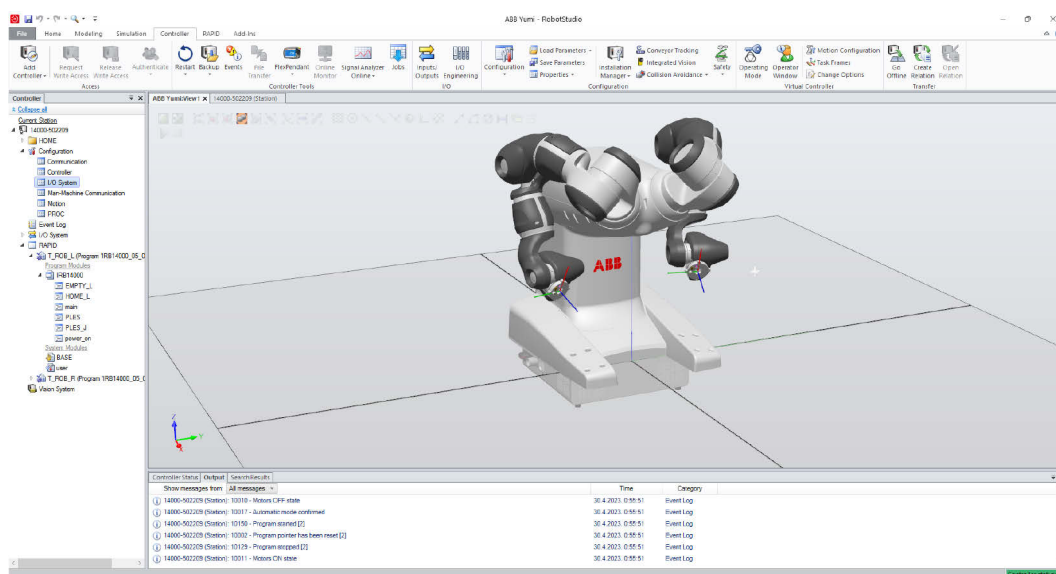 ABB Yumi - RobotStudio
File Home Modeling Simulation Controller RAPID Add-Ins
Add Controller Request Write Access Release Write Access Authenticate Restart Backup Events File Transfer FlexPendant Online Monitor Signal Analyzer Online Jobs Inputs/ Outputs I/O Engineering Configuration Load Parameters Save Parameters Properties Installation Manager Conveyor Tracking Integrated Vision Collision Avoidance Safety Operating Mode Operator Window Motion Configuration Task Frames Change Options Go Offline Create Relation Open Relation
Access Controller Tools I/O Configuration Virtual Controller Transfer
Controller
ABB Yumi:View1 14000-502209 (Station)
Collapse all
Current Station
14000-502209
HOME
Configuration
Communication
Controller
I/O System
Man-Machine Communication
Motion
PROC
Event Log
I/O System
RAPID
T_ROB_L (Program 'IRB14000_05_0
Program Modules
IRB14000
EMPTY_L
HOME_L
main
PLES
PLES_J
power_on
System Modules
BASE
user
T_ROB_R (Program 'IRB14000_05_0
Vision System
ABB
Z
Y
X
Controller Status Output Search Results
Show messages from: All messages
Time Category
14000-502209 (Station): 10010 - Motors OFF state 30.4.2023. 0:55:51 Event Log
14000-502209 (Station): 10017 - Automatic mode confirmed 30.4.2023. 0:55:51 Event Log
14000-502209 (Station): 10150 - Program started [2] 30.4.2023. 0:55:51 Event Log
14000-502209 (Station): 10002 - Program pointer has been reset [2] 30.4.2023. 0:55:51 Event Log
14000-502209 (Station): 10129 - Program stopped [2] 30.4.2023. 0:55:51 Event Log
14000-502209 (Station): 10011 - Motors ON state 30.4.2023. 0:55:51 Event Log